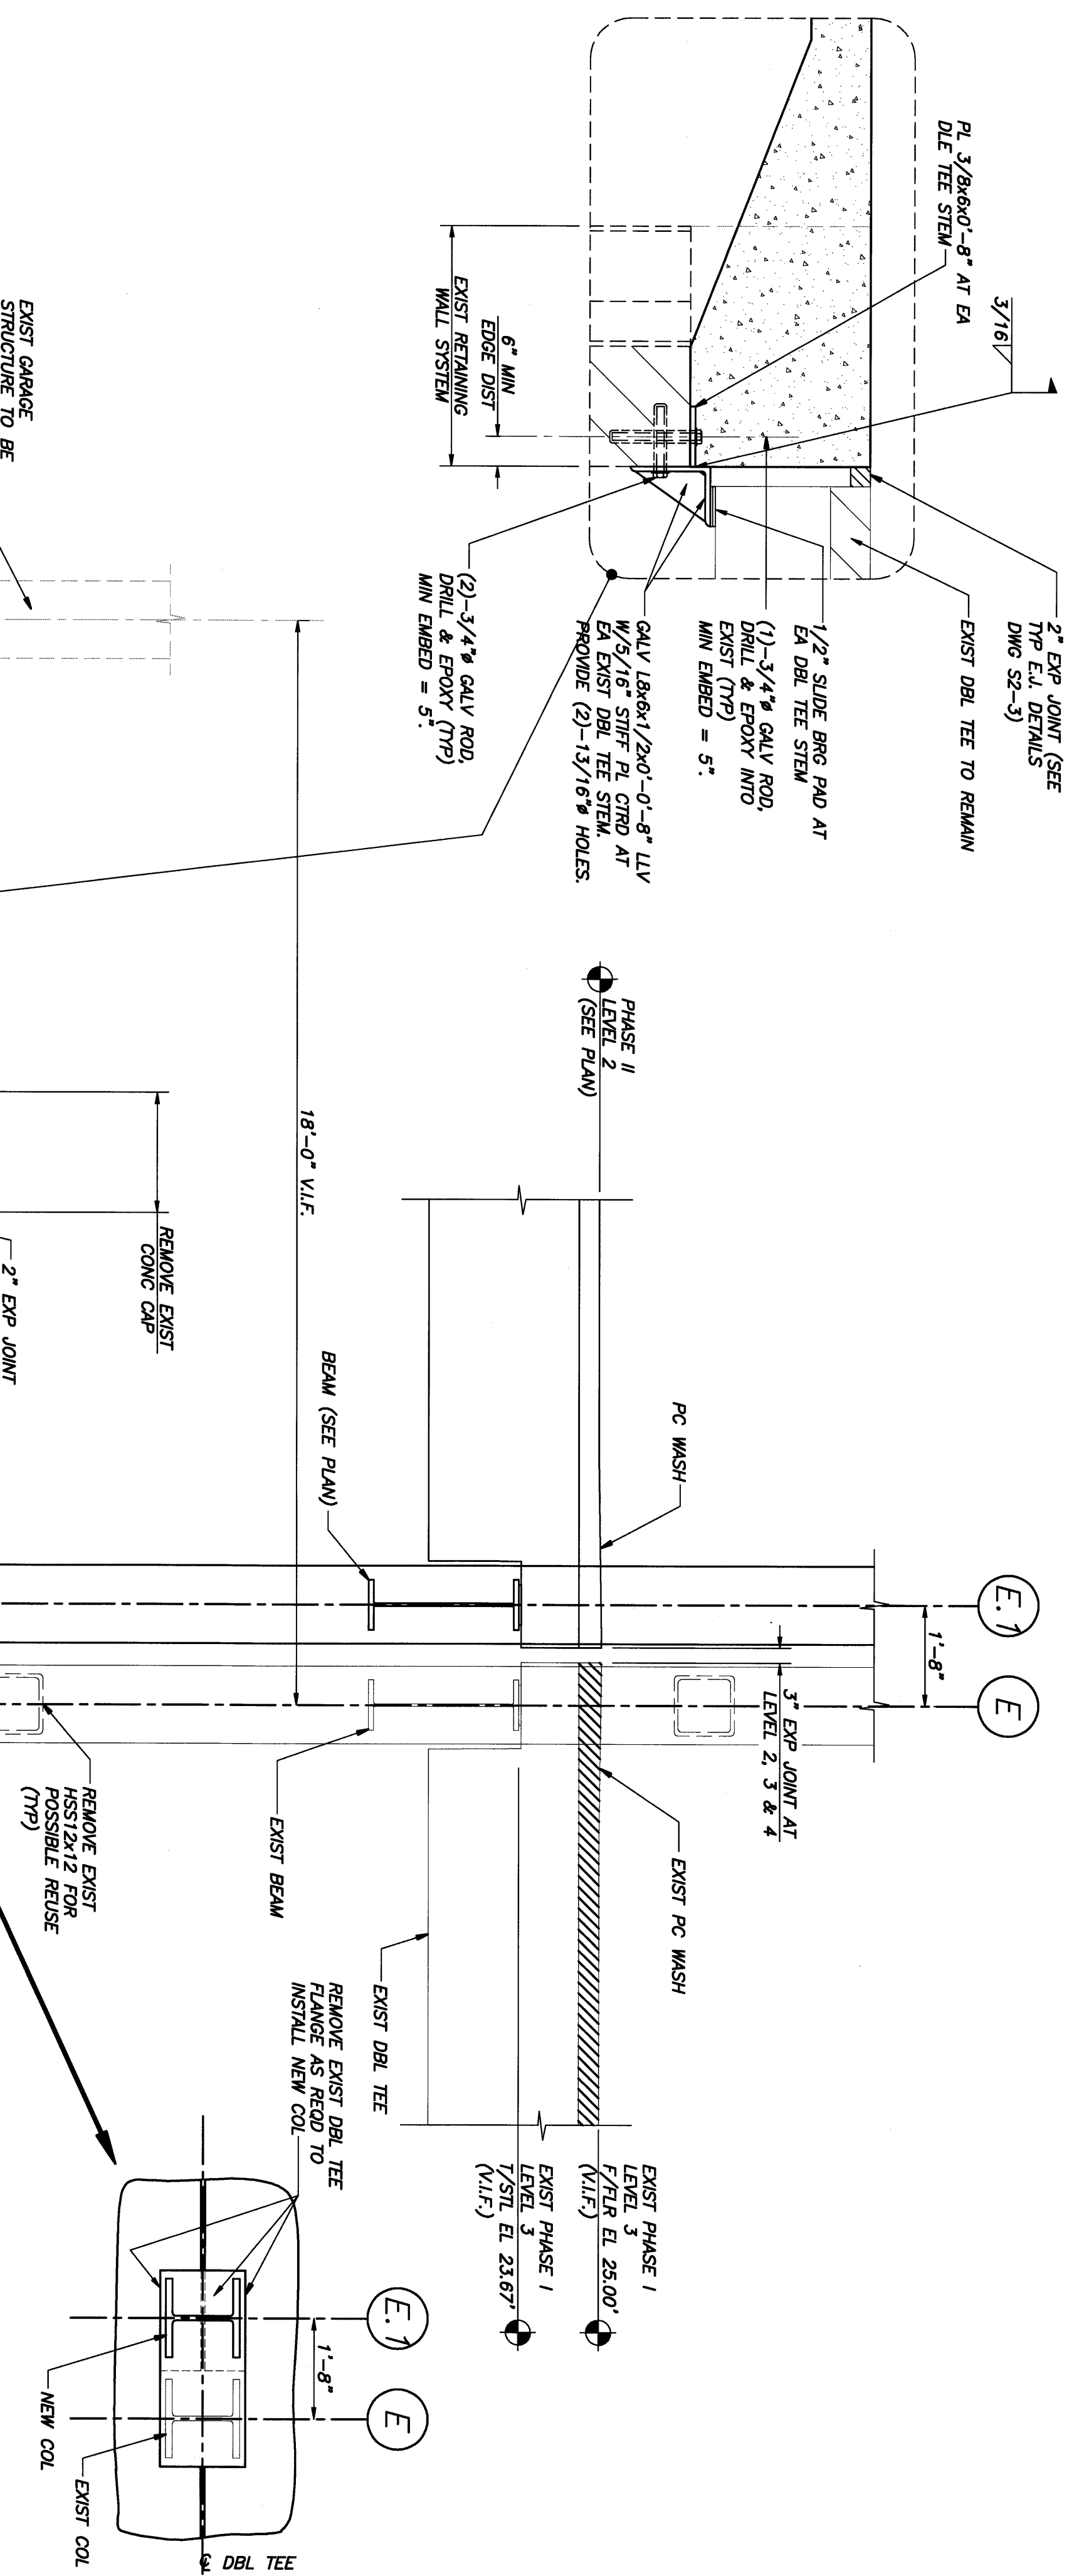 2" EXP JOINT (SEE
TYP E.J. DETAILS
DWG S2-3)
EXIST DBL TEE TO REMAIN
PL 3/8x6x0'-8" AT EA
DLE TEE STEM
3/16
1/2" SLIDE BRG PAD AT
EA DBL TEE STEM
(1)-3/4"ø GALV ROD,
DRILL & EPOXY INTO
EXIST (TYP)
MIN EMBED = 5".
GALV L8x6x1/2x0'-0'-8" LLV
W/5/16" STIFF PL CTRD AT
EA EXIST DBL TEE STEM.
PROVIDE (2)-13/16"ø HOLES.
6" MIN
EDGE DIST
EXIST RETAINING
WALL SYSTEM
(2)-3/4"ø GALV ROD,
DRILL & EPOXY (TYP)
MIN EMBED = 5".
EXIST GARAGE
STRUCTURE TO BE
18'-0" V.I.F.
REMOVE EXIST
CONC CAP
2" EXP JOINT
PHASE II
LEVEL 2
(SEE PLAN)
PC WASH
BEAM (SEE PLAN)
E.1
E
1'-8"
3" EXP JOINT AT
LEVEL 2, 3 & 4
EXIST PC WASH
EXIST BEAM
REMOVE EXIST
HSS12x12 FOR
POSSIBLE REUSE
(TYP)
EXIST DBL TEE
EXIST PHASE I
LEVEL 3
F/FLR EL 25.00'
(V.I.F.)
EXIST PHASE I
LEVEL 3
T/STL EL 23.67'
(V.I.F.)
REMOVE EXIST DBL TEE
FLANGE AS REQD TO
INSTALL NEW COL
E.1
E
1'-8"
NEW COL
EXIST COL
℄ DBL TEE